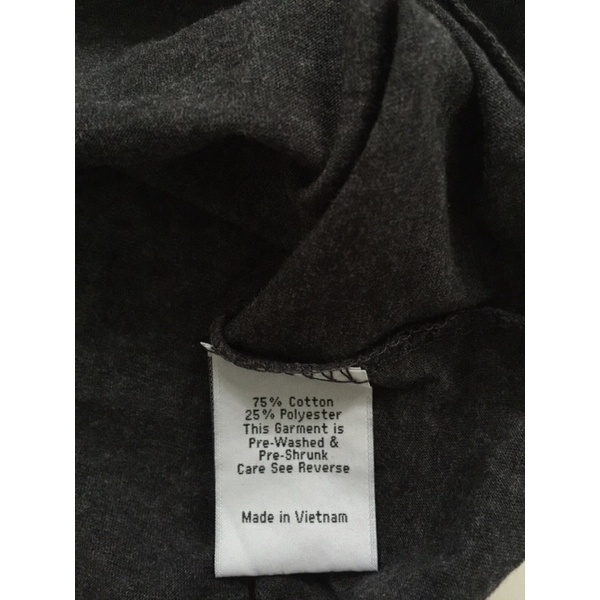 75% Cotton
25% Polyester
This Garment is
Pre-Washed &
Pre-Shrunk
Care See Reverse
Made in Vietnam